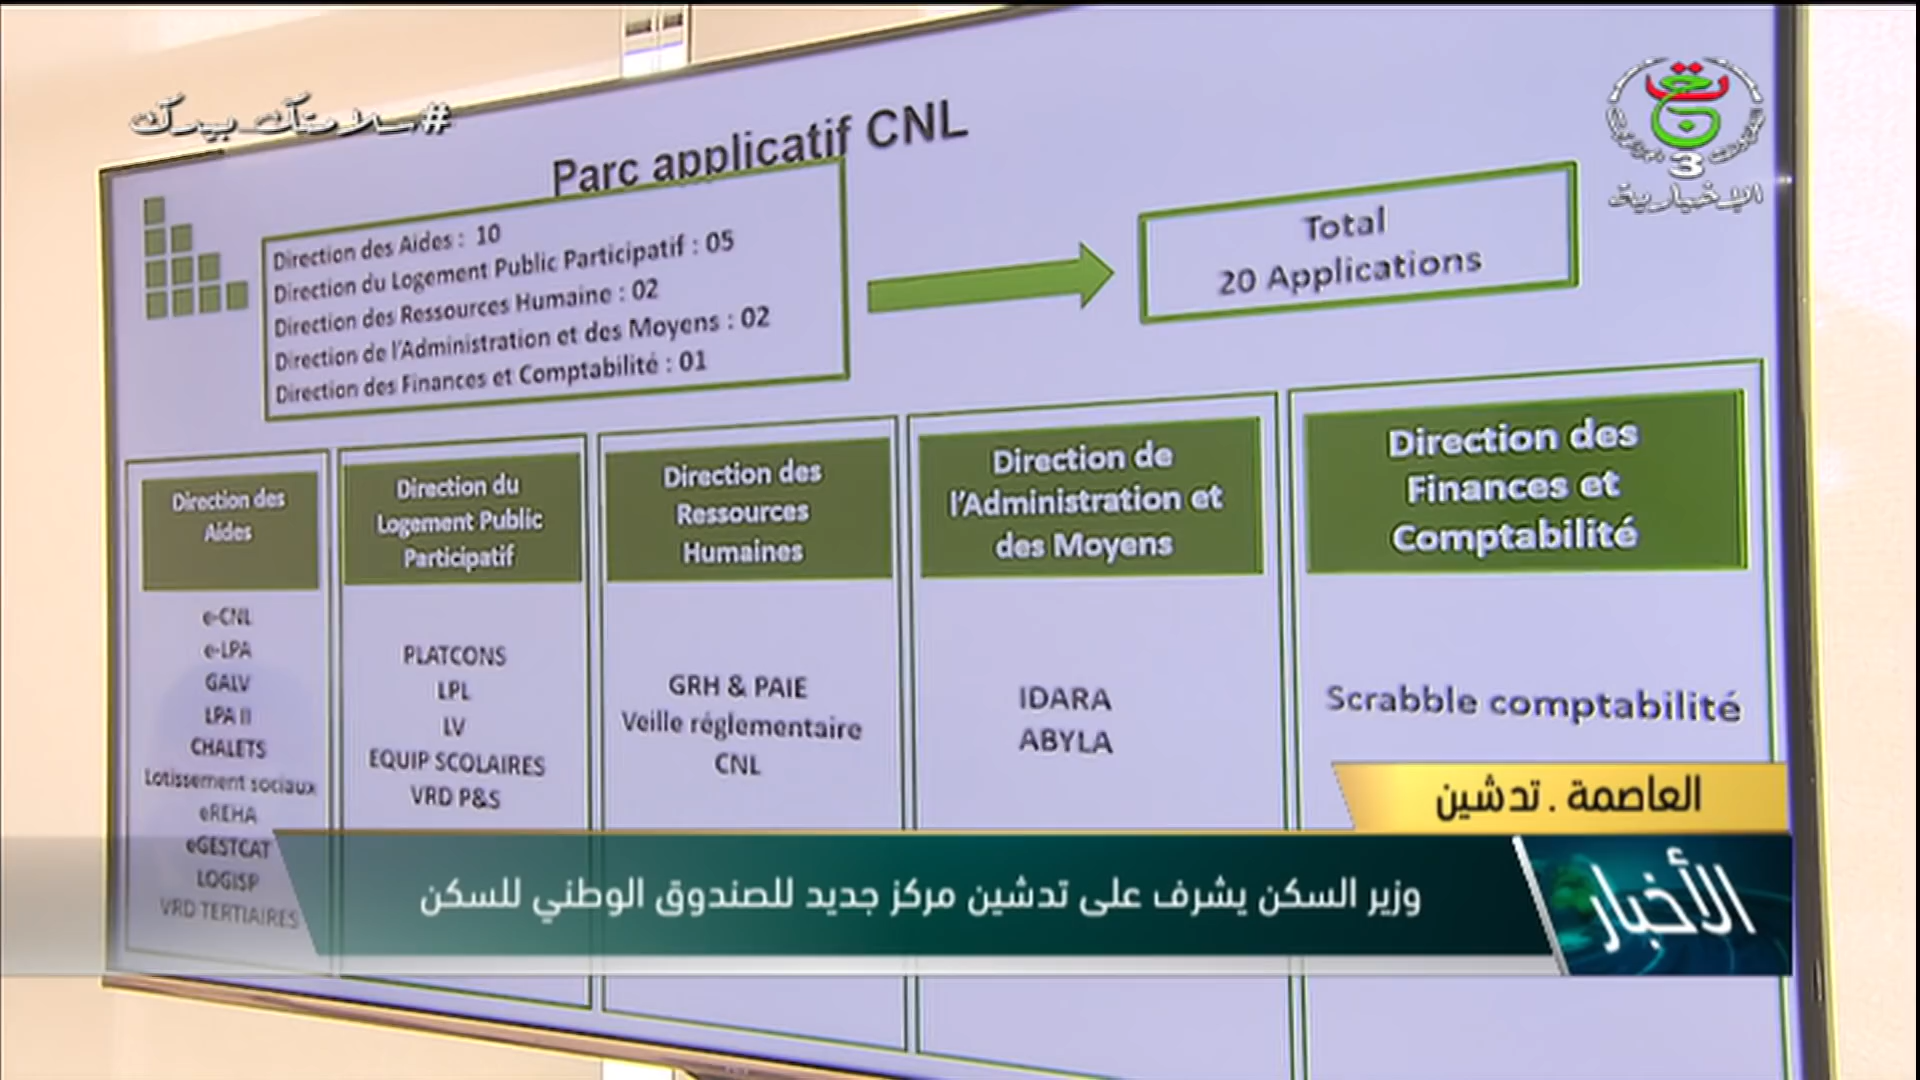 #سلامتك_بيدك
3
الإخبارية
Parc applicatif CNL
Direction des Aides : 10
Direction du Logement Public Participatif : 05
Direction des Ressources Humaine : 02
Direction de l'Administration et des Moyens : 02
Direction des Finances et Comptabilité : 01
Total
20 Applications
Direction des
Aides
e-CNL
e-LPA
GALV
LPA II
CHALETS
Lotissement sociaux
eREHA
eGESTCAT
LOGISP
VRD TERTIAIRES
Direction du
Logement Public
Participatif
PLATCONS
LPL
LV
EQUIP SCOLAIRES
VRD P&S
Direction des
Ressources
Humaines
GRH & PAIE
Veille réglementaire
CNL
Direction de
l'Administration et
des Moyens
IDARA
ABYLA
Direction des
Finances et
Comptabilité
Scrabble comptabilité
العاصمة . تدشين
وزير السكن يشرف على تدشين مركز جديد للصندوق الوطني للسكن
الأخبار